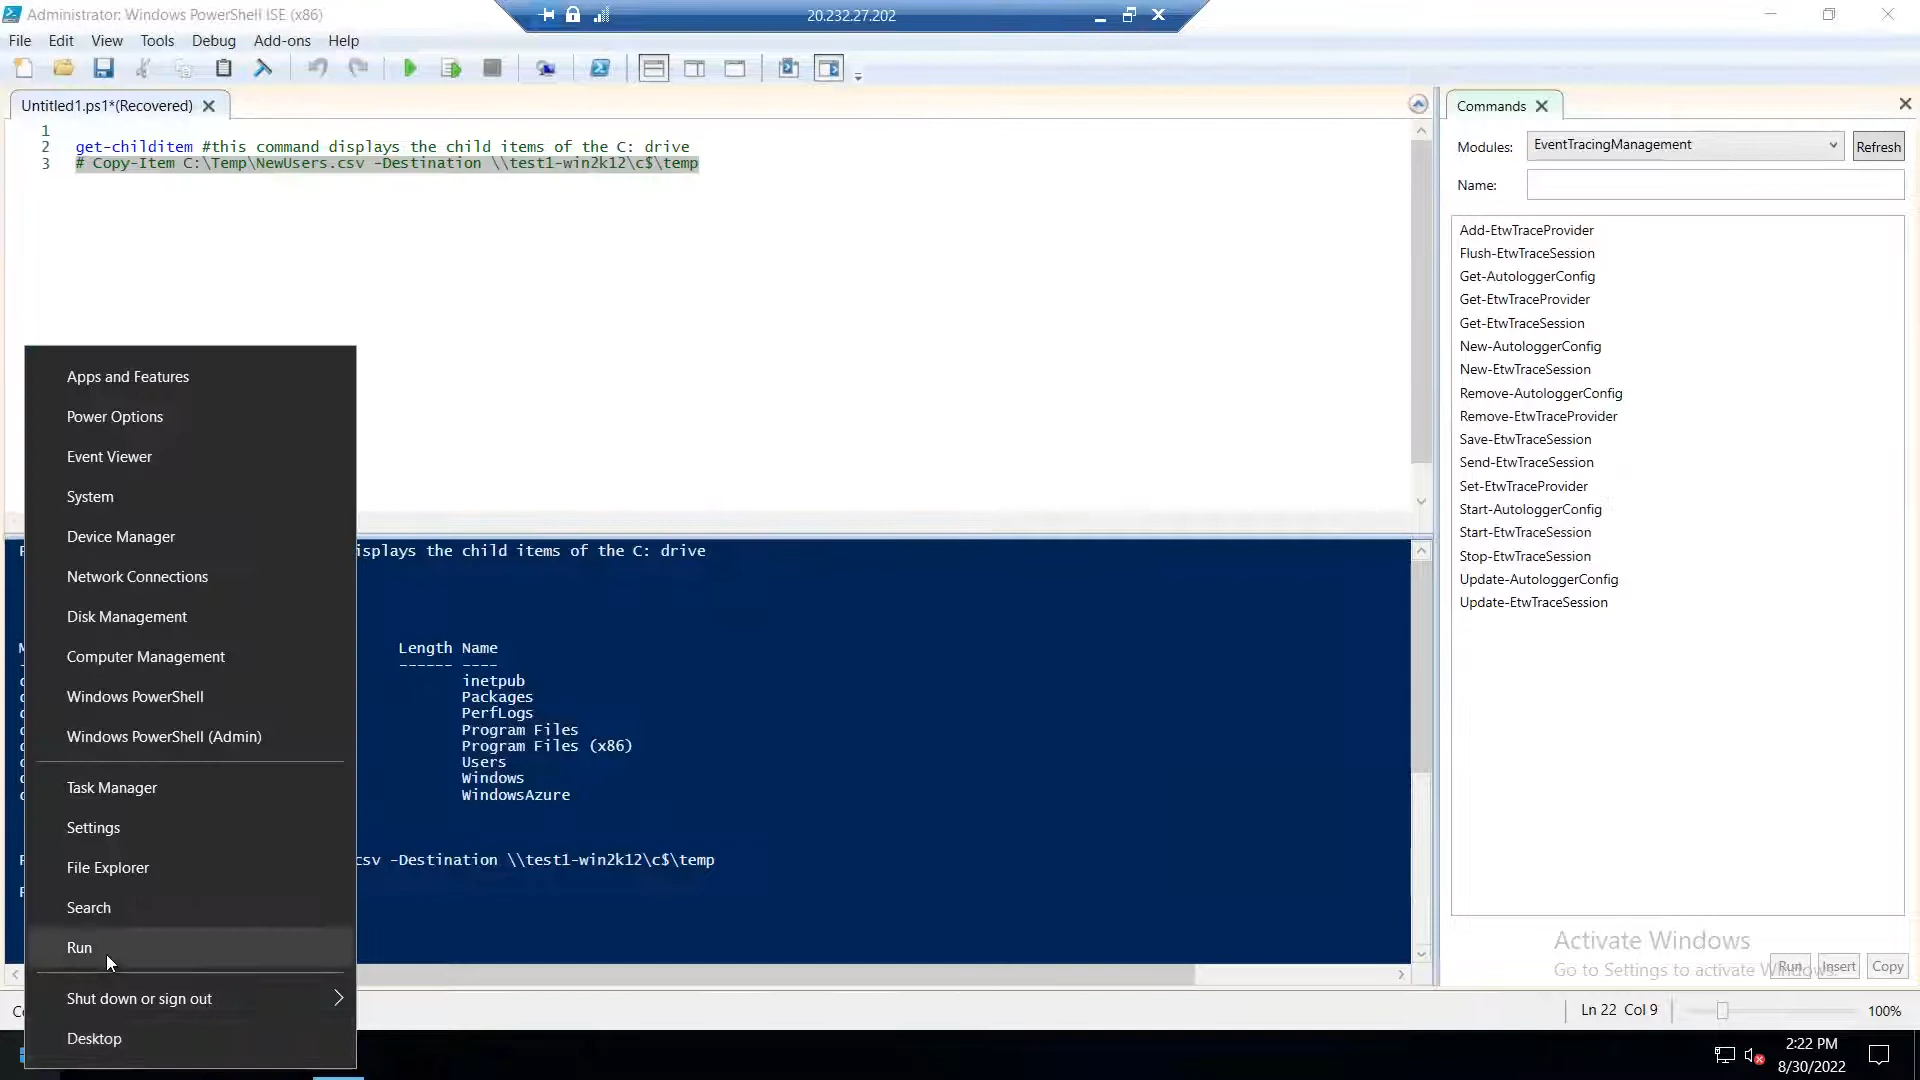 Administrator: Windows PowerShell ISE (x86)
20.232.27.202
File Edit View Tools Debug Add-ons Help
Untitled1.ps1*(Recovered)
1
2 get-childitem #this command displays the child items of the C: drive
3 # Copy-Item C:\Temp\NewUsers.csv -Destination \\test1-win2k12\c$\temp
Commands
Modules: EventTracingManagement Refresh
Name:
Add-EtwTraceProvider
Flush-EtwTraceSession
Get-AutologgerConfig
Get-EtwTraceProvider
Get-EtwTraceSession
New-AutologgerConfig
New-EtwTraceSession
Remove-AutologgerConfig
Remove-EtwTraceProvider
Save-EtwTraceSession
Send-EtwTraceSession
Set-EtwTraceProvider
Start-AutologgerConfig
Start-EtwTraceSession
Stop-EtwTraceSession
Update-AutologgerConfig
Update-EtwTraceSession
Apps and Features
Power Options
Event Viewer
System
Device Manager
Network Connections
Disk Management
Computer Management
Windows PowerShell
Windows PowerShell (Admin)
Task Manager
Settings
File Explorer
Search
Run
Shut down or sign out
Desktop
isplays the child items of the C: drive
Length Name
------ ----
inetpub
Packages
PerfLogs
Program Files
Program Files (x86)
Users
Windows
WindowsAzure
csv -Destination \\test1-win2k12\c$\temp
Activate Windows
Go to Settings to activate Windows.
Run Insert Copy
Ln 22 Col 9 100%
2:22 PM
8/30/2022